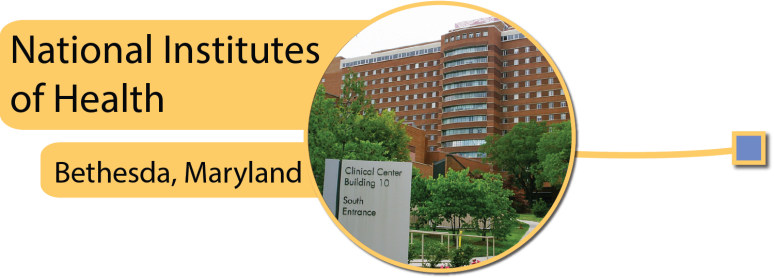 National Institutes
of Health
Bethesda, Maryland
Clinical Center
Building 10
South
Entrance